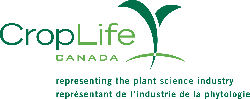 CropLife
CANADA
representing the plant science industry
représentant de l'industrie de la phytologie